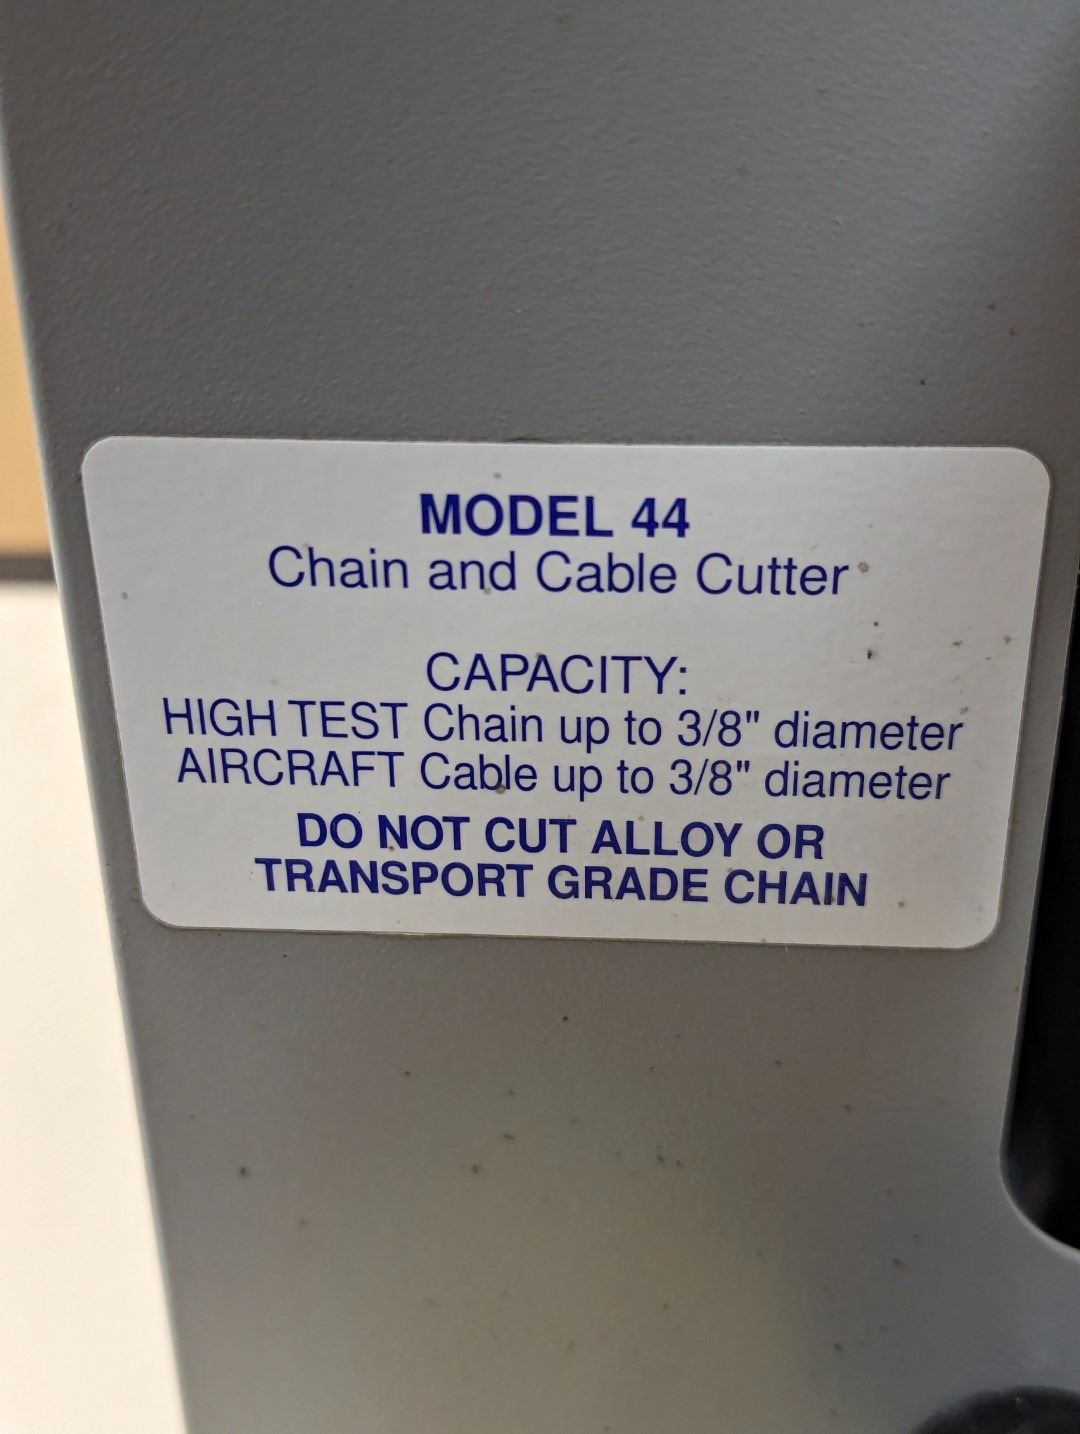 MODEL 44
Chain and Cable Cutter
CAPACITY:
HIGH TEST Chain up to 3/8" diameter
AIRCRAFT Cable up to 3/8" diameter
DO NOT CUT ALLOY OR
TRANSPORT GRADE CHAIN